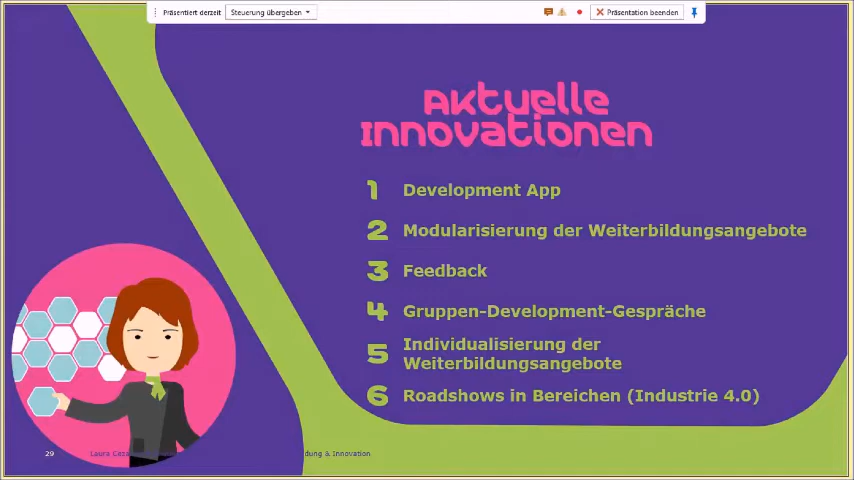 Präsentiert derzeit Steuerung übergeben Präsentation beenden
Aktuelle
Innovationen
1 Development App
2 Modularisierung der Weiterbildungsangebote
3 Feedback
4 Gruppen-Development-Gespräche
5 Individualisierung der
Weiterbildungsangebote
6 Roadshows in Bereichen (Industrie 4.0)
29 Laura dung & Innovation